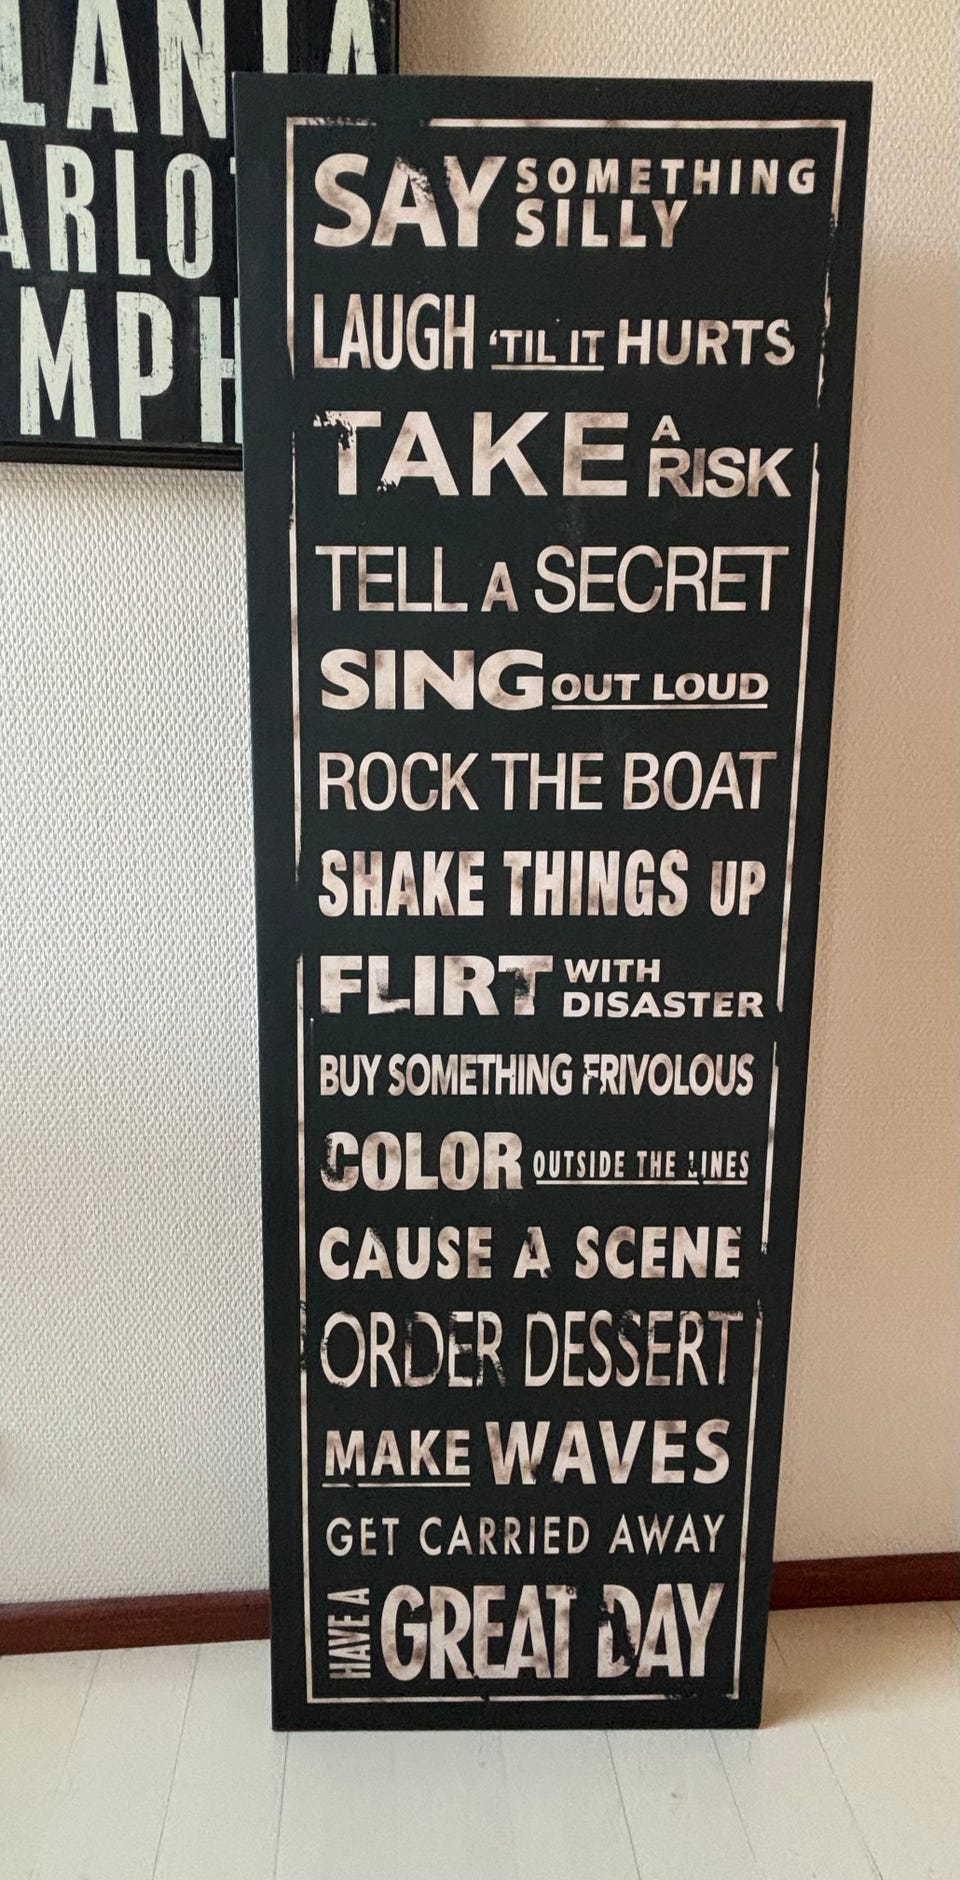 LANTA
ARLOT
MPH
SAY SOMETHING SILLY
LAUGH ‘TIL IT HURTS
TAKE A RISK
TELL A SECRET
SING OUT LOUD
ROCK THE BOAT
SHAKE THINGS UP
FLIRT WITH DISASTER
BUY SOMETHING FRIVOLOUS
COLOR OUTSIDE THE LINES
CAUSE A SCENE
ORDER DESSERT
MAKE WAVES
GET CARRIED AWAY
HAVE A GREAT DAY